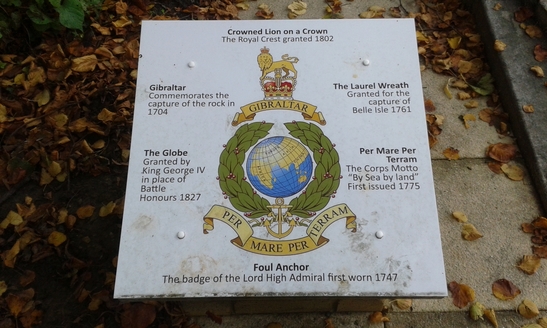 Crowned Lion on a Crown
The Royal Crest granted 1802
Gibraltar
Commemorates the
capture of the rock in
1704
The Laurel Wreath
Granted for the
capture of
Belle Isle 1761
GIBRALTAR
The Globe
Granted by
King George IV
in place of
Battle
Honours 1827
Per Mare Per
Terram
The Corps Motto
"By Sea by land"
First issued 1775
PER MARE PER TERRAM
Foul Anchor
The badge of the Lord High Admiral first worn 1747